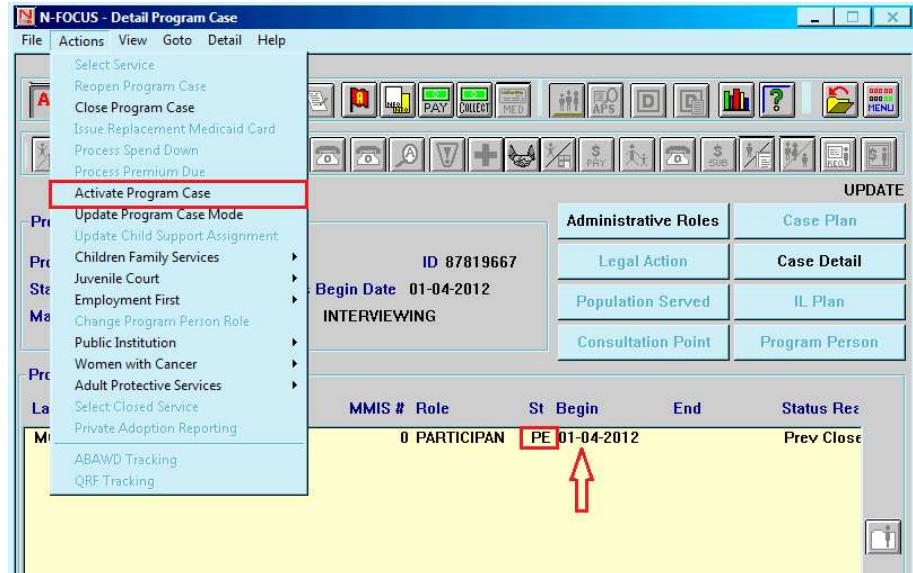 N-FOCUS - Detail Program Case
File Actions View Goto Detail Help
Select Service
Reopen Program Case
Close Program Case
Issue Replacement Medicaid Card
Process Spend Down
Process Premium Due
Activate Program Case
Update Program Case Mode
Update Child Support Assignment
Children Family Services
Juvenile Court
Employment First
Change Program Person Role
Public Institution
Women with Cancer
Adult Protective Services
Select Closed Service
Private Adoption Reporting
ABAWD Tracking
QRF Tracking
A
PAY COLLECT MED APS D MENU
$ PAY $ SUB REQ
UPDATE
Administrative Roles Case Plan
Pro ID 87819667 Legal Action Case Detail
Sta Begin Date 01-04-2012
Population Served IL Plan
Ma INTERVIEWING
Consultation Point Program Person
Pro
La MMIS # Role St Begin End Status Rea
0 PARTICIPAN PE 01-04-2012 Prev Close